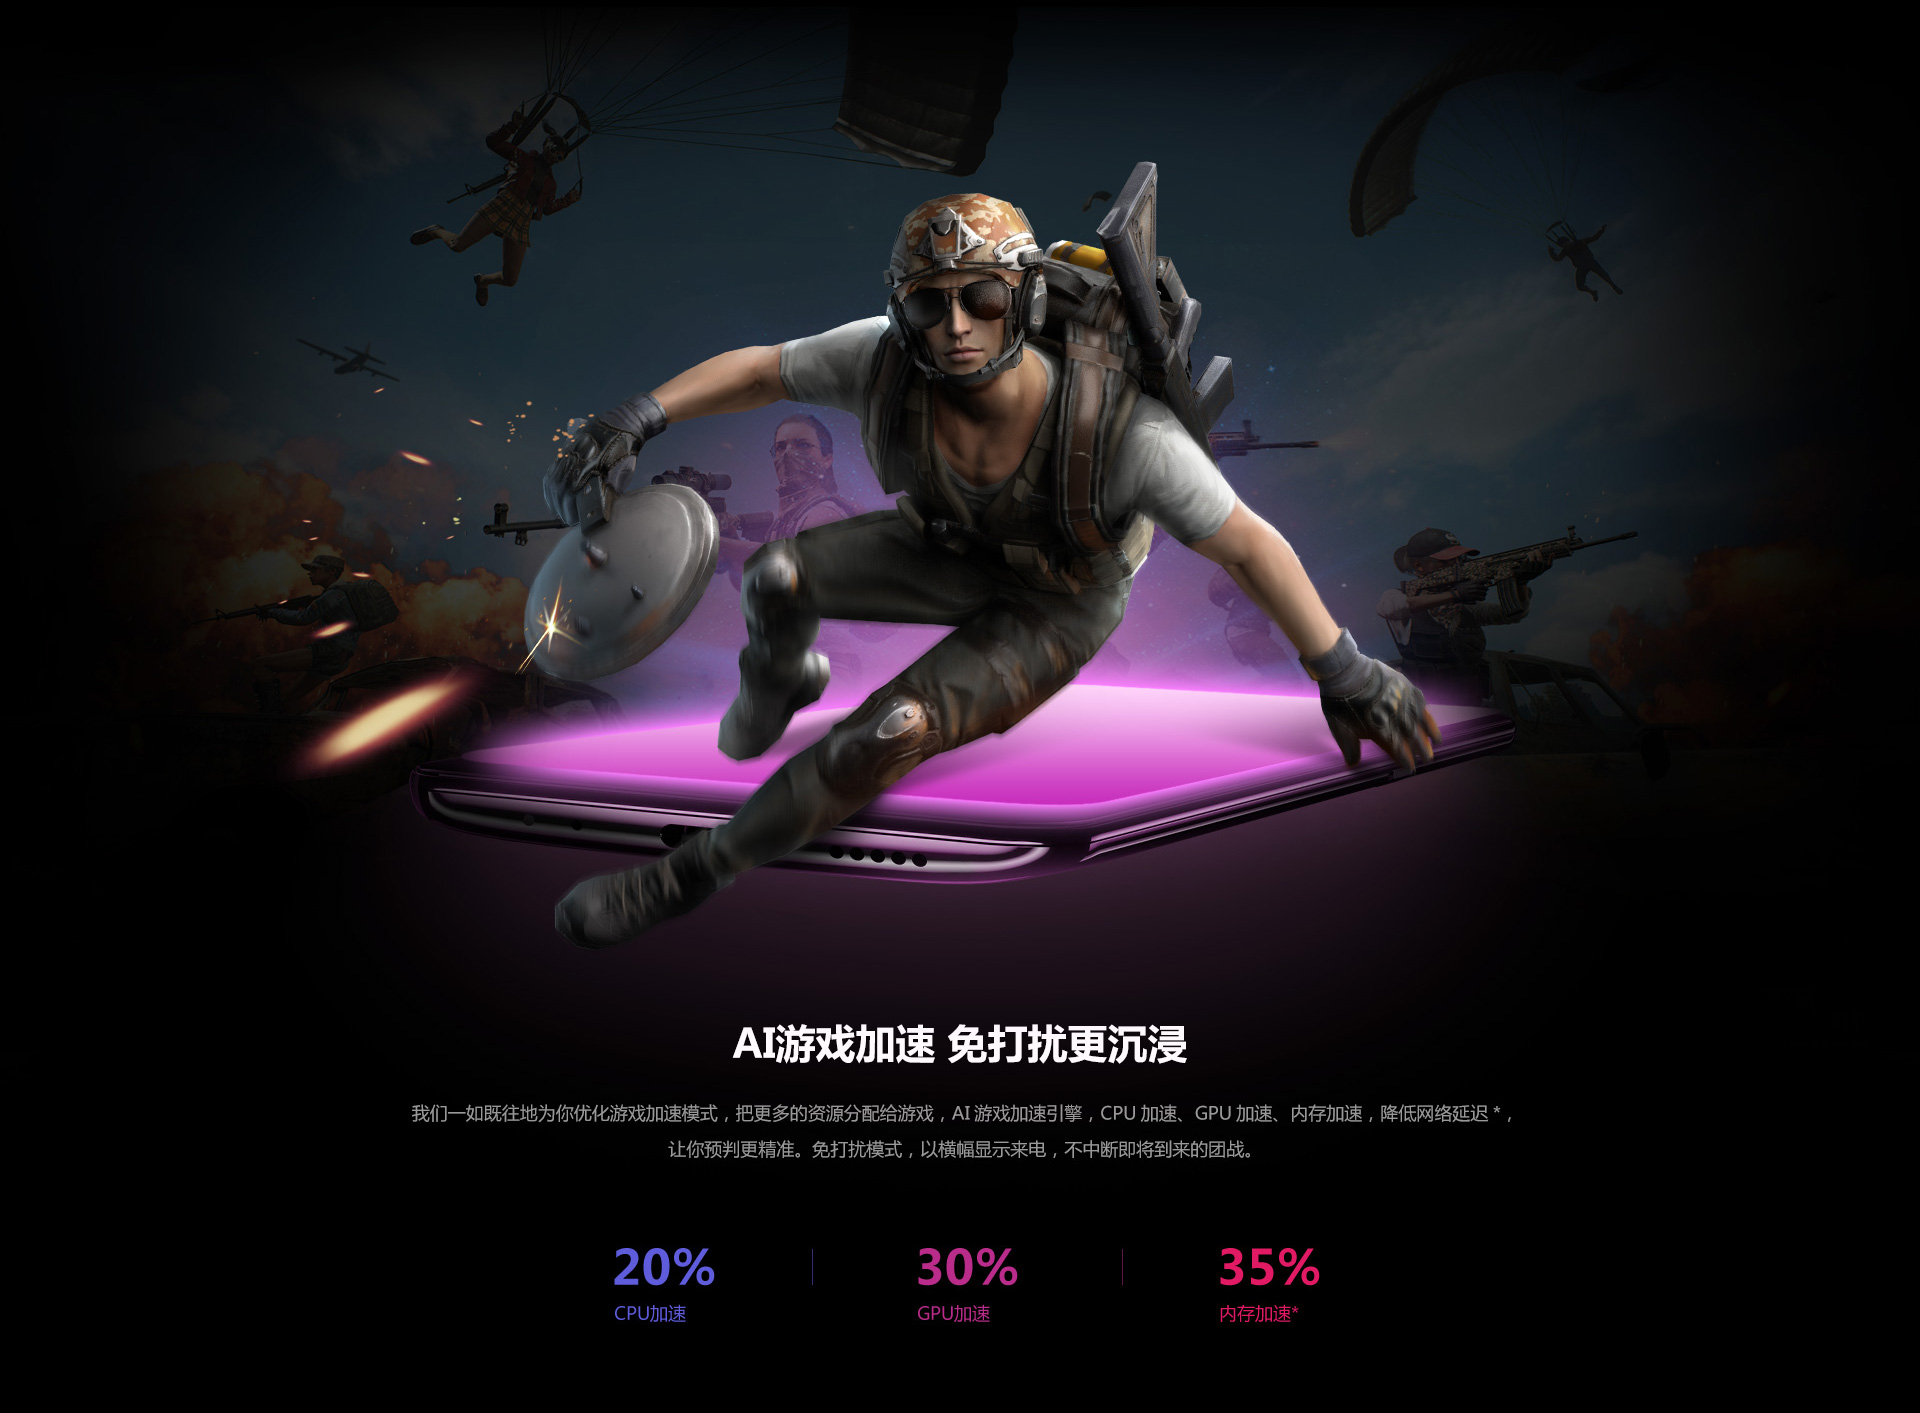 AI游戏加速 免打扰更沉浸
我们一如既往地为你优化游戏加速模式，把更多的资源分配给游戏，AI 游戏加速引擎，CPU 加速、GPU 加速、内存加速，降低网络延迟 *，
让你预判更精准。免打扰模式，以横幅显示来电，不中断即将到来的团战。
20% 30% 35%
CPU加速 GPU加速 内存加速*